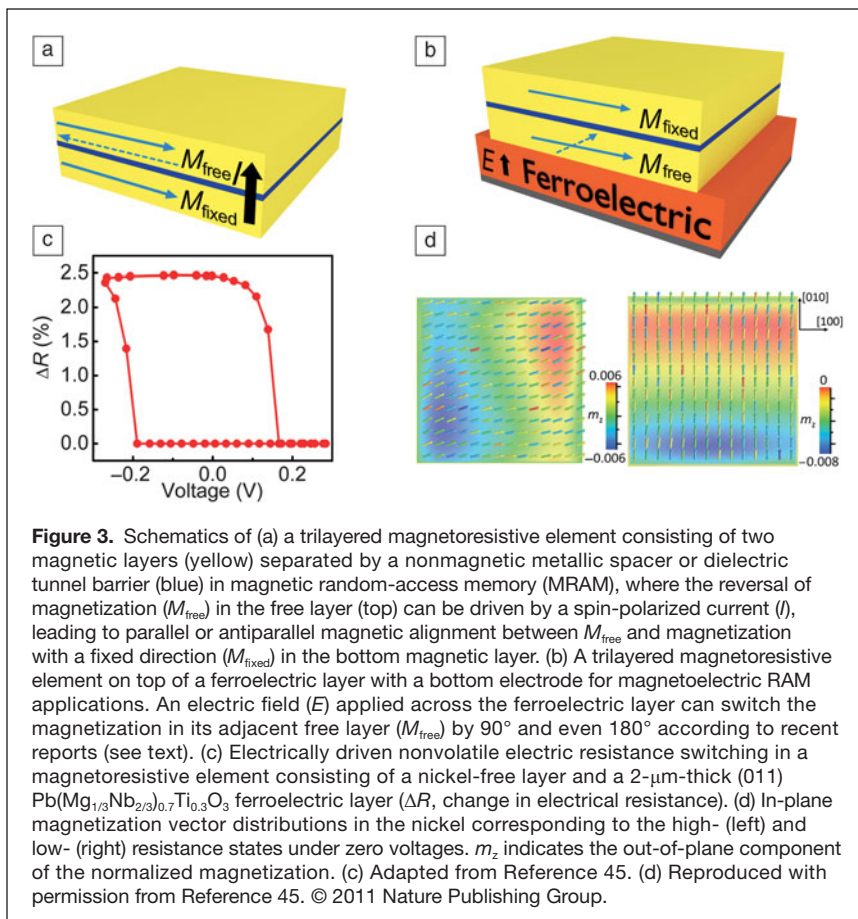 a
M_free/I
M_fixed
b
M_fixed
M_free
E ↑ Ferroelectric
c
2.5
2.0
1.5
1.0
0.5
0.0
ΔR (%)
−0.2 0.0 0.2
Voltage (V)
d
[010]
[100]
0.006
m_z
−0.006
0
m_z
−0.008
Figure 3. Schematics of (a) a trilayered magnetoresistive element consisting of two
magnetic layers (yellow) separated by a nonmagnetic metallic spacer or dielectric
tunnel barrier (blue) in magnetic random-access memory (MRAM), where the reversal of
magnetization (M_free) in the free layer (top) can be driven by a spin-polarized current (I),
leading to parallel or antiparallel magnetic alignment between M_free and magnetization
with a fixed direction (M_fixed) in the bottom magnetic layer. (b) A trilayered magnetoresistive
element on top of a ferroelectric layer with a bottom electrode for magnetoelectric RAM
applications. An electric field (E) applied across the ferroelectric layer can switch the
magnetization in its adjacent free layer (M_free) by 90° and even 180° according to recent
reports (see text). (c) Electrically driven nonvolatile electric resistance switching in a
magnetoresistive element consisting of a nickel-free layer and a 2-μm-thick (011)
Pb(Mg_1/3Nb_2/3)_0.7Ti_0.3O_3 ferroelectric layer (ΔR, change in electrical resistance). (d) In-plane
magnetization vector distributions in the nickel corresponding to the high- (left) and
low- (right) resistance states under zero voltages. m_z indicates the out-of-plane component
of the normalized magnetization. (c) Adapted from Reference 45. (d) Reproduced with
permission from Reference 45. © 2011 Nature Publishing Group.